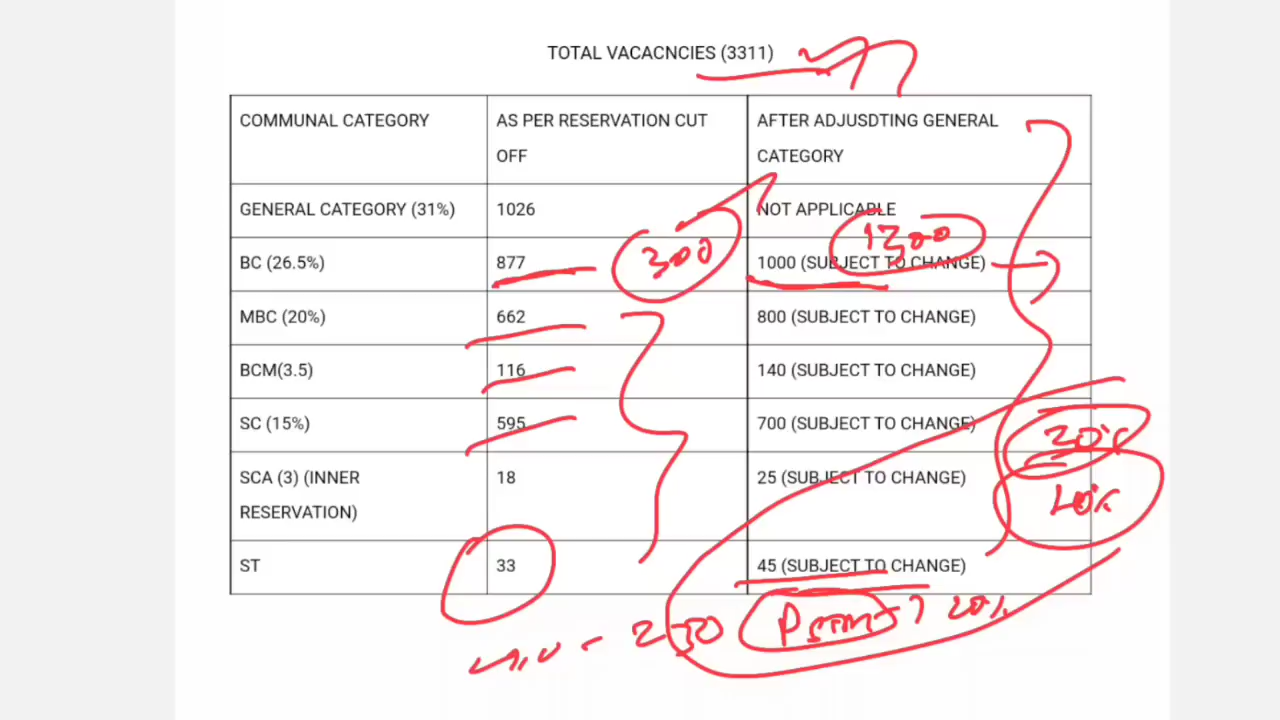 TOTAL VACACNCIES (3311)
COMMUNAL CATEGORY
AS PER RESERVATION CUT
OFF
AFTER ADJUSDTING GENERAL
CATEGORY
GENERAL CATEGORY (31%)
1026
NOT APPLICABLE
BC (26.5%)
877
300
1300
1000 (SUBJECT TO CHANGE)
MBC (20%)
662
800 (SUBJECT TO CHANGE)
BCM(3.5)
116
140 (SUBJECT TO CHANGE)
SC (15%)
595
700 (SUBJECT TO CHANGE)
SCA (3) (INNER
RESERVATION)
18
25 (SUBJECT TO CHANGE)
ST
33
45 (SUBJECT TO CHANGE)
20%